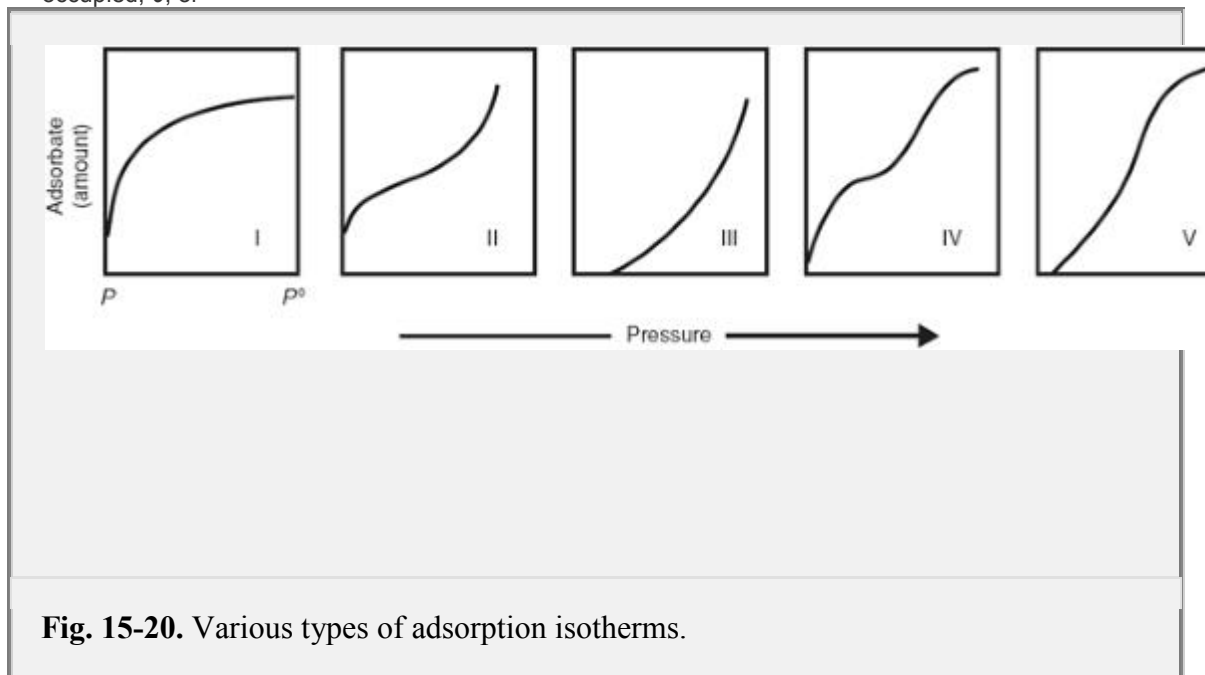 Adsorbate
(amount)
I
II
III
IV
V
P
P°
Pressure
Fig. 15-20. Various types of adsorption isotherms.